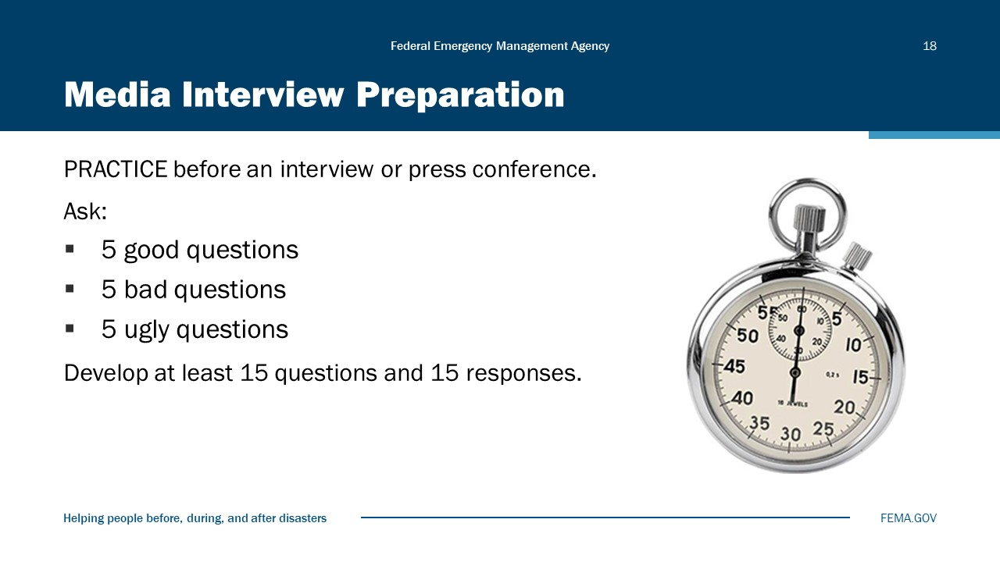 Federal Emergency Management Agency
18
Media Interview Preparation
PRACTICE before an interview or press conference.
Ask:
▪ 5 good questions
▪ 5 bad questions
▪ 5 ugly questions
Develop at least 15 questions and 15 responses.
60
55
5
50
10
45
15
40
20
35
25
30
60
50
10
40
20
30
0,2 s
16 JEWELS
Helping people before, during, and after disasters
FEMA.GOV